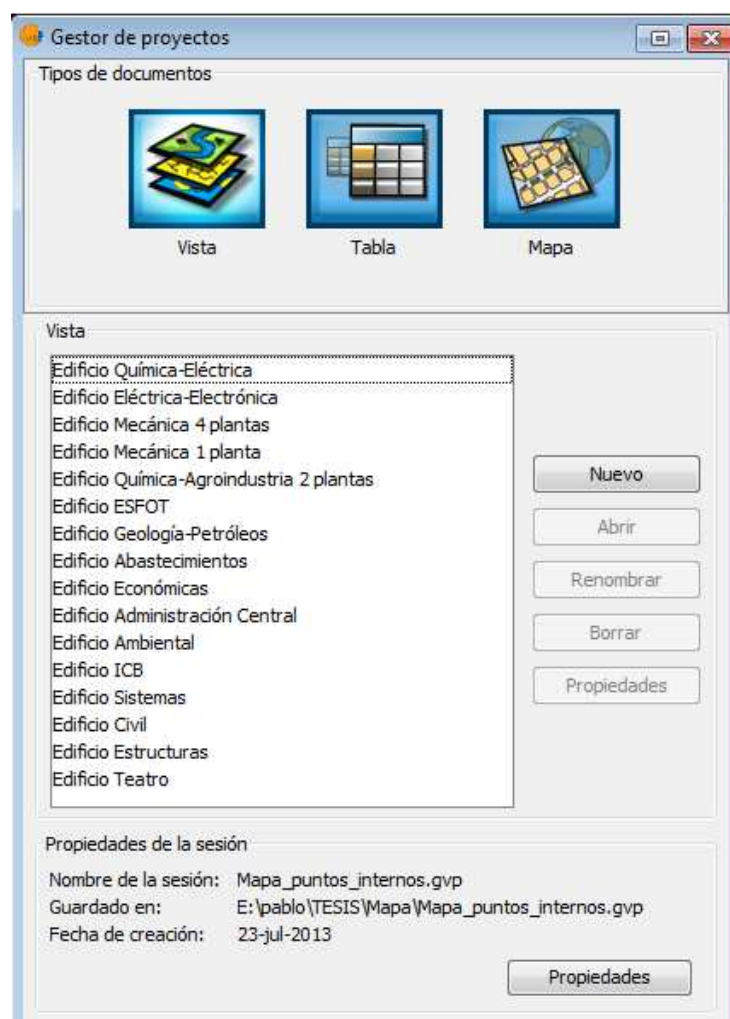 Gestor de proyectos
Tipos de documentos
Vista
Tabla
Mapa
Vista
Edificio Química-Eléctrica
Edificio Eléctrica-Electrónica
Edificio Mecánica 4 plantas
Edificio Mecánica 1 planta
Edificio Química-Agroindustria 2 plantas
Edificio ESFOT
Edificio Geología-Petróleos
Edificio Abastecimientos
Edificio Económicas
Edificio Administración Central
Edificio Ambiental
Edificio ICB
Edificio Sistemas
Edificio Civil
Edificio Estructuras
Edificio Teatro
Nuevo
Abrir
Renombrar
Borrar
Propiedades
Propiedades de la sesión
Nombre de la sesión: Mapa_puntos_internos.gvp
Guardado en: E:\pablo\TESIS\Mapa\Mapa_puntos_internos.gvp
Fecha de creación: 23-jul-2013
Propiedades